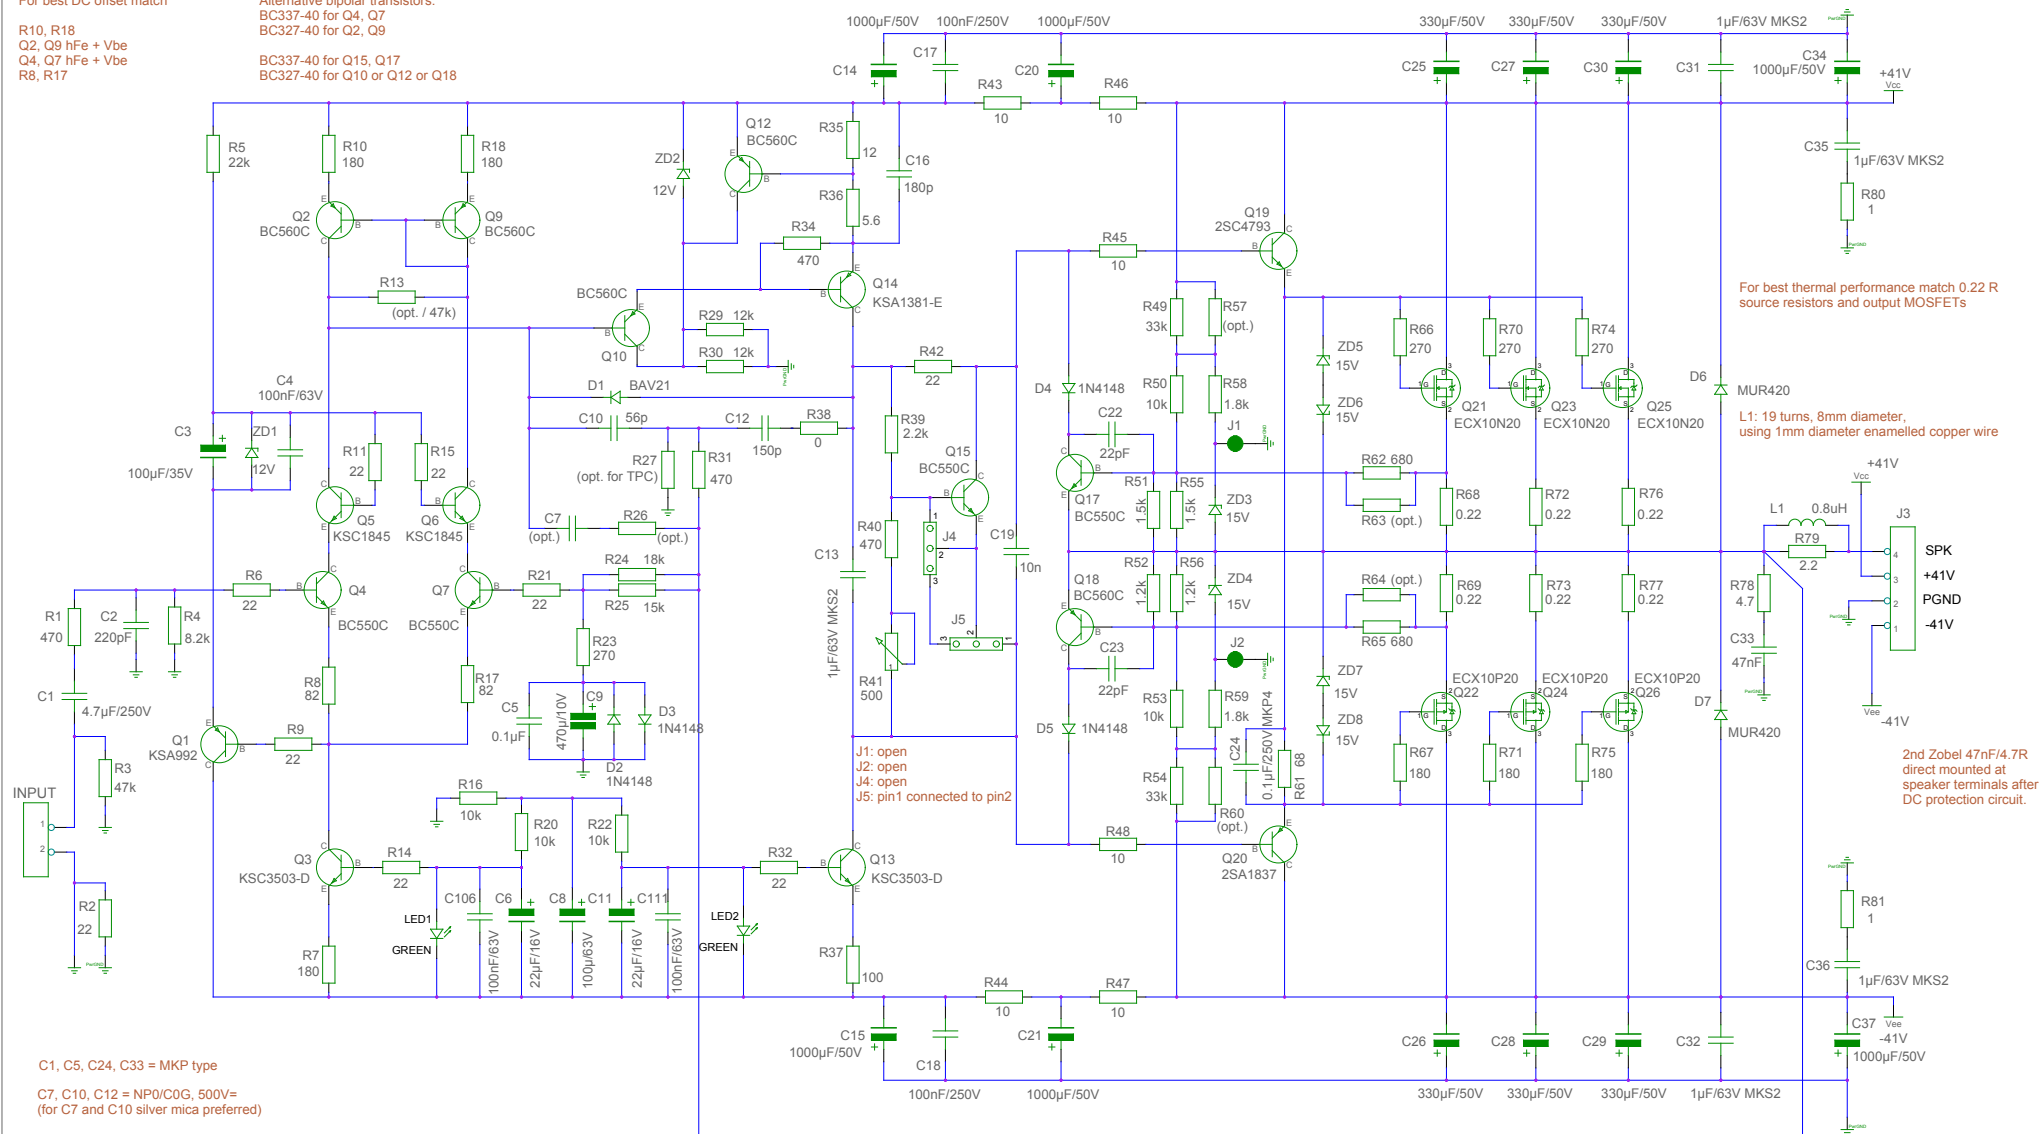 For best DC offset match
R10, R18
Q2, Q9 hFe + Vbe
Q4, Q7 hFe + Vbe
R8, R17
Alternative bipolar transistors:
BC337-40 for Q4, Q7
BC327-40 for Q2, Q9
BC337-40 for Q15, Q17
BC327-40 for Q10 or Q12 or Q18
1000µF/50V
100nF/250V
1000µF/50V
330µF/50V
330µF/50V
330µF/50V
1µF/63V MKS2
PwrGND
C14
C17
C20
C25
C27
C30
C31
C34
1000µF/50V
+41V
Vcc
R43
10
R46
10
R5
22k
R10
180
R18
180
ZD2
12V
Q12
BC560C
R35
12
C16
180p
R36
5.6
C35
1µF/63V MKS2
R80
1
PwrGND
Q2
BC560C
Q9
BC560C
R34
470
Q19
2SC4793
R45
10
R13
(opt. / 47k)
BC560C
Q10
Q14
KSA1381-E
R29 12k
R30 12k
PwrGND
R49
33k
R57
(opt.)
ZD5
15V
R66
270
R70
270
R74
270
For best thermal performance match 0.22 R
source resistors and output MOSFETs
C4
100nF/63V
D1
BAV21
R42
22
D4
1N4148
R50
10k
R58
1.8k
ZD6
15V
Q21
ECX10N20
Q23
ECX10N20
Q25
ECX10N20
D6
MUR420
L1: 19 turns, 8mm diameter,
using 1mm diameter enamelled copper wire
C3
100µF/35V
ZD1
12V
R11
22
R15
22
C10
56p
C12
150p
R38
0
R39
2.2k
C22
22pF
J1
PwrGND
R27
(opt. for TPC)
R31
470
Q15
BC550C
Q17
BC550C
R51
1.5k
R55
1.5k
R62 680
R63 (opt.)
ZD3
15V
R68
0.22
R72
0.22
R76
0.22
+41V
Vcc
L1
0.8uH
J3
Q5
KSC1845
Q6
KSC1845
C7
(opt.)
R26
(opt.)
R40
470
J4
1
2
3
C19
10n
R79
2.2
4
SPK
3
+41V
2
PGND
1
-41V
R6
22
Q4
BC550C
Q7
BC550C
R21
22
R24
18k
R25
15k
C13
1µF/63V MKS2
Q18
BC560C
R52
1.2k
R56
1.2k
ZD4
15V
R64 (opt.)
R65 680
R69
0.22
R73
0.22
R77
0.22
R78
4.7
C33
47nF
PwrGND
PwrGND
R1
470
C2
220pF
R4
8.2k
R23
270
J5
3
2
1
R41
500
C23
22pF
J2
PwrGND
C1
4.7µF/250V
R8
82
R17
82
C5
0.1µF
470µ/10V
C9
D3
1N4148
D2
1N4148
D5
1N4148
R53
10k
R59
1.8k
ZD7
15V
ZD8
15V
ECX10P20
Q22
ECX10P20
Q24
ECX10P20
Q26
D7
MUR420
Vee
-41V
Q1
KSA992
R9
22
R3
47k
J1: open
J2: open
J4: open
J5: pin1 connected to pin2
R54
33k
R60
(opt.)
C24
0.1µF/250V MKP4
R61 68
R67
180
R71
180
R75
180
2nd Zobel 47nF/4.7R
direct mounted at
speaker terminals after
DC protection circuit.
INPUT
1
2
R16
10k
R20
10k
R22
10k
Q3
KSC3503-D
R14
22
R32
22
Q13
KSC3503-D
R48
10
Q20
2SA1837
PwrGND
R2
22
PwrGND
R7
180
LED1
GREEN
C106
100nF/63V
C6
22µF/16V
C8
100µ/63V
C11
22µF/16V
C111
100nF/63V
LED2
GREEN
R37
100
R81
1
C36
1µF/63V MKS2
R44
10
R47
10
C15
1000µF/50V
C18
100nF/250V
C21
1000µF/50V
C26
C28
C29
C32
C37
Vee
-41V
1000µF/50V
330µF/50V
330µF/50V
330µF/50V
1µF/63V MKS2
PwrGND
C1, C5, C24, C33 = MKP type
C7, C10, C12 = NP0/C0G, 500V=
(for C7 and C10 silver mica preferred)